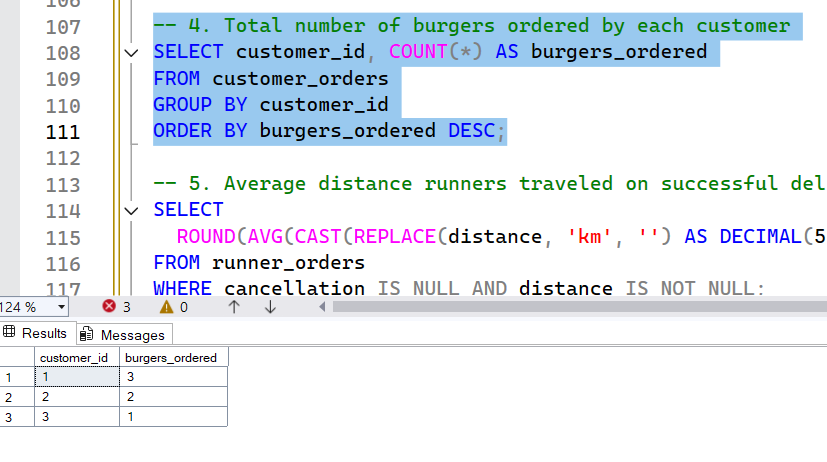 106
107 -- 4. Total number of burgers ordered by each customer
108 SELECT customer_id, COUNT(*) AS burgers_ordered
109 FROM customer_orders
110 GROUP BY customer_id
111 ORDER BY burgers_ordered DESC;
112
113 -- 5. Average distance runners traveled on successful del
114 SELECT
115 ROUND(AVG(CAST(REPLACE(distance, 'km', '') AS DECIMAL(5
116 FROM runner_orders
117 WHERE cancellation IS NULL AND distance IS NOT NULL;
124 % 3 0
Results Messages
customer_id burgers_ordered
1 1 3
2 2 2
3 3 1